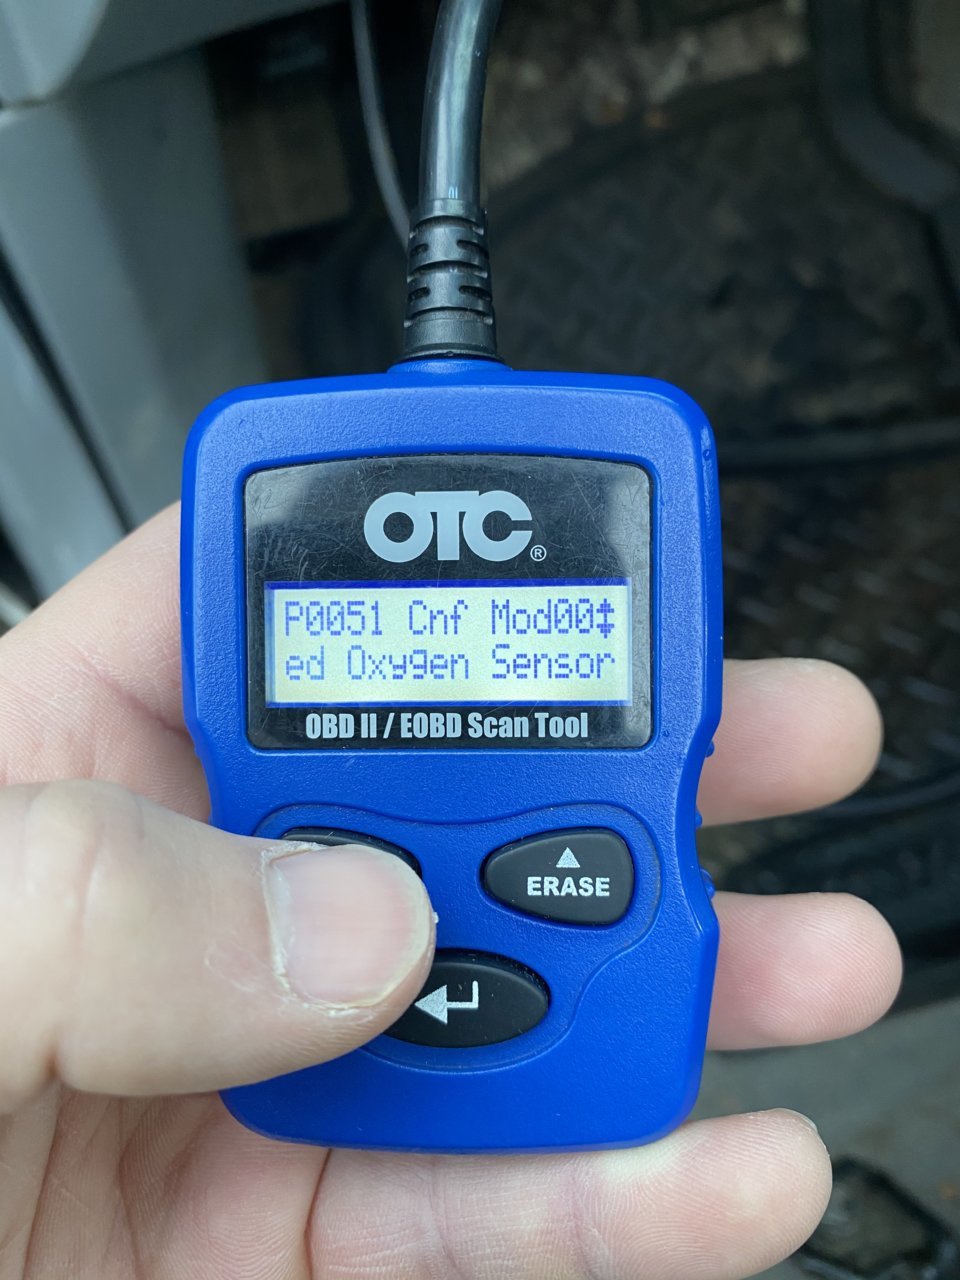 OTC®
P0051 Cnf Mod00‡
ed Oxygen Sensor
OBD II / EOBD Scan Tool
▲
ERASE